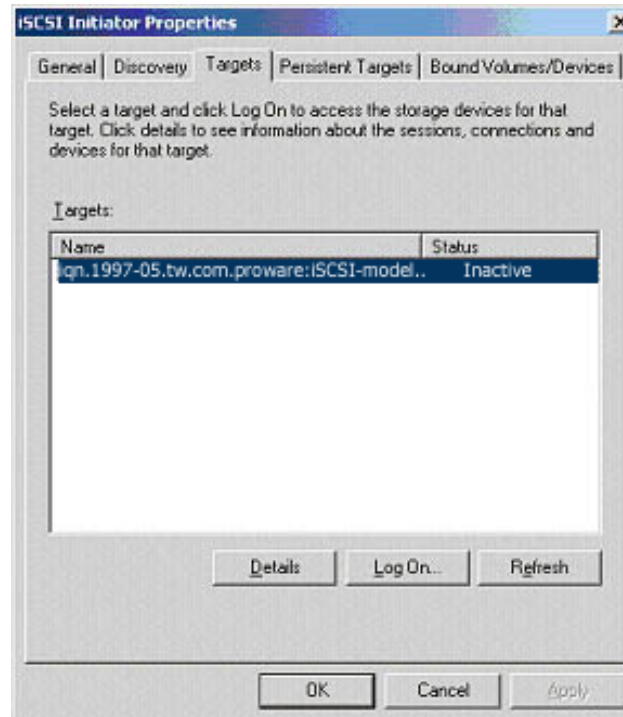 iSCSI Initiator Properties
General Discovery Targets Persistent Targets Bound Volumes/Devices
Select a target and click Log On to access the storage devices for that
target. Click details to see information about the sessions, connections and
devices for that target.
Targets:
Name Status
iqn.1997-05.tw.com.proware:iSCSI-model.. Inactive
Details Log On... Refresh
OK Cancel Apply